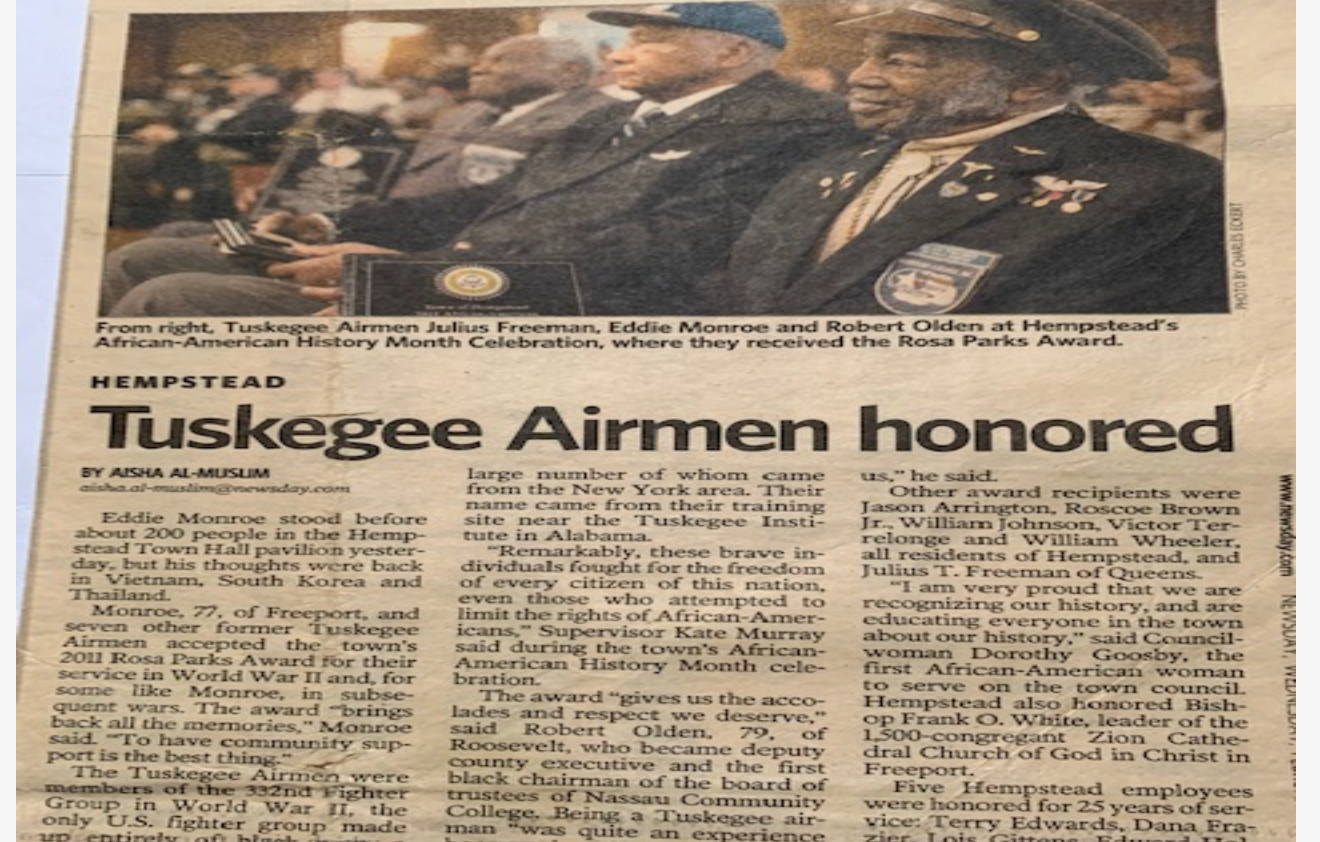 PHOTO BY CHARLES ECKERT
From right, Tuskegee Airmen Julius Freeman, Eddie Monroe and Robert Olden at Hempstead's
African-American History Month Celebration, where they received the Rosa Parks Award.
HEMPSTEAD
Tuskegee Airmen honored
BY AISHA AL-MUSLIM
aisha.al-muslim@newsday.com
Eddie Monroe stood before
about 200 people in the Hemp-
stead Town Hall pavilion yester-
day, but his thoughts were back
in Vietnam, South Korea and
Thailand.
Monroe, 77, of Freeport, and
seven other former Tuskegee
Airmen accepted the town's
2011 Rosa Parks Award for their
service in World War II and, for
some like Monroe, in subse-
quent wars. The award "brings
back all the memories," Monroe
said. "To have community sup-
port is the best thing."
The Tuskegee Airmen were
members of the 332nd Fighter
Group in World War II, the
only U.S. fighter group made
up entirely of black
large number of whom came
from the New York area. Their
name came from their training
site near the Tuskegee Insti-
tute in Alabama.
"Remarkably, these brave in-
dividuals fought for the freedom
of every citizen of this nation,
even those who attempted to
limit the rights of African-Amer-
icans," Supervisor Kate Murray
said during the town's African-
American History Month cele-
bration.
The award "gives us the acco-
lades and respect we deserve,"
said Robert Olden, 79, of
Roosevelt, who became deputy
county executive and the first
black chairman of the board of
trustees of Nassau Community
College. Being a Tuskegee air-
man "was quite an experience
us," he said.
Other award recipients were
Jason Arrington, Roscoe Brown
Jr., William Johnson, Victor Ter-
relonge and William Wheeler,
all residents of Hempstead, and
Julius T. Freeman of Queens.
"I am very proud that we are
recognizing our history, and are
educating everyone in the town
about our history," said Council-
woman Dorothy Goosby, the
first African-American woman
to serve on the town council.
Hempstead also honored Bish-
op Frank O. White, leader of the
1,500-congregant Zion Cathe-
dral Church of God in Christ in
Freeport.
Five Hempstead employees
were honored for 25 years of ser-
vice: Terry Edwards, Dana Fra-
zier, Lois Gittens, Edward
www.newsday.com
NEWSDAY, WEDNESDAY,